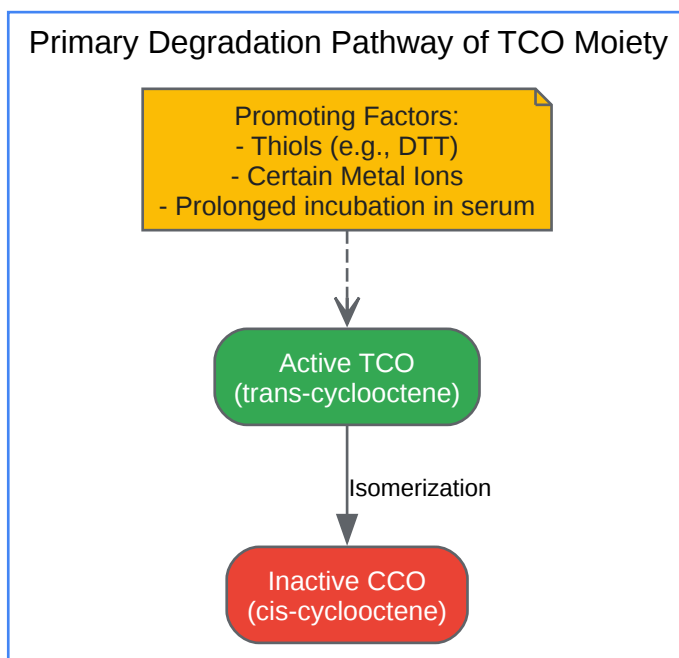 Primary Degradation Pathway of TCO Moiety
Promoting Factors:
- Thiols (e.g., DTT)
- Certain Metal Ions
- Prolonged incubation in serum
Active TCO
(trans-cyclooctene)
Isomerization
Inactive CCO
(cis-cyclooctene)